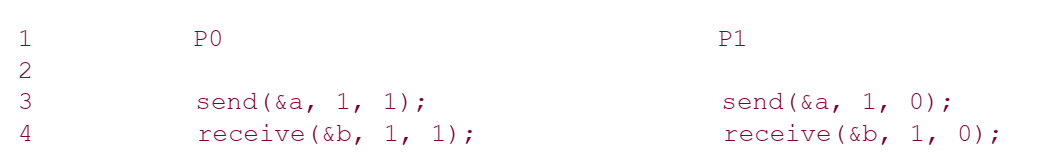 1 P0 P1
2
3 send(&a, 1, 1); send(&a, 1, 0);
4 receive(&b, 1, 1); receive(&b, 1, 0);